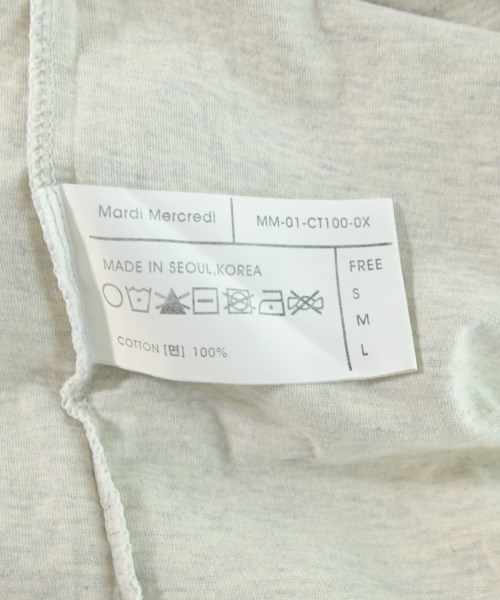 Mardi Mercredi
MM-01-CT100-0X
MADE IN SEOUL,KOREA
COTTON [면] 100%
FREE
S
M
L